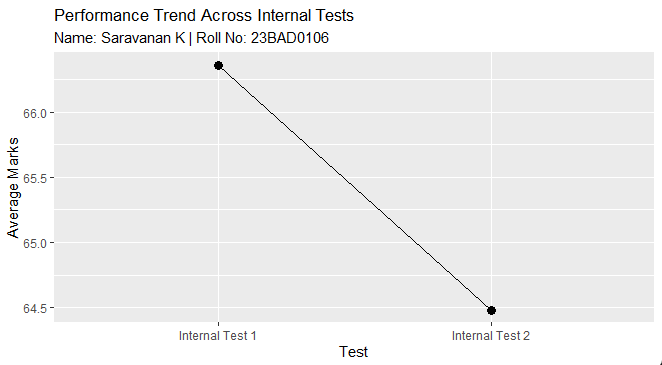 Performance Trend Across Internal Tests
Name: Saravanan K | Roll No: 23BAD0106
Average Marks
66.0
65.5
65.0
64.5
Internal Test 1
Internal Test 2
Test